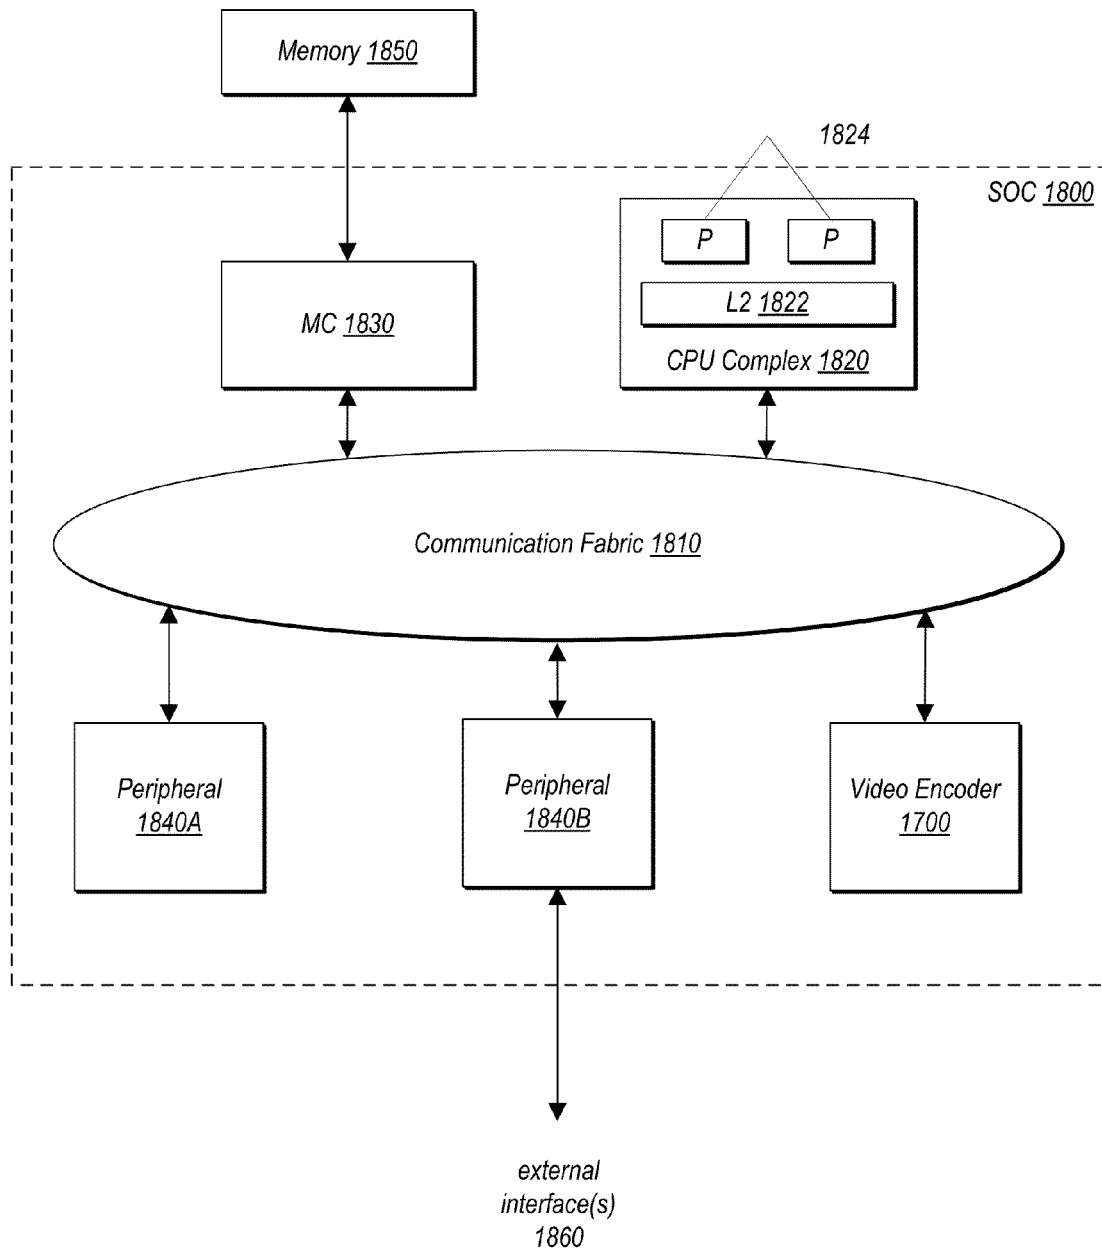 Memory 1850
1824
SOC 1800
P P
MC 1830
L2 1822
CPU Complex 1820
Communication Fabric 1810
Peripheral
1840A
Peripheral
1840B
Video Encoder
1700
external
interface(s)
1860